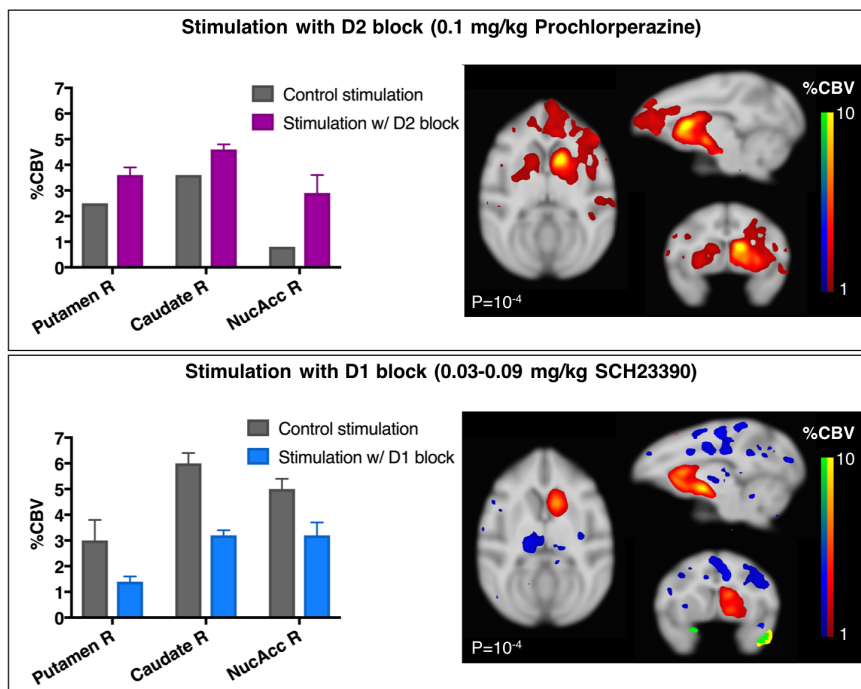 Stimulation with D2 block (0.1 mg/kg Prochlorperazine)
7
6
5
4
3
2
1
0
%CBV
Control stimulation
Stimulation w/ D2 block
Putamen R
Caudate R
NucAcc R
%CBV
10
1
P=10-4
Stimulation with D1 block (0.03-0.09 mg/kg SCH23390)
7
6
5
4
3
2
1
0
%CBV
Control stimulation
Stimulation w/ D1 block
Putamen R
Caudate R
NucAcc R
%CBV
10
1
P=10-4